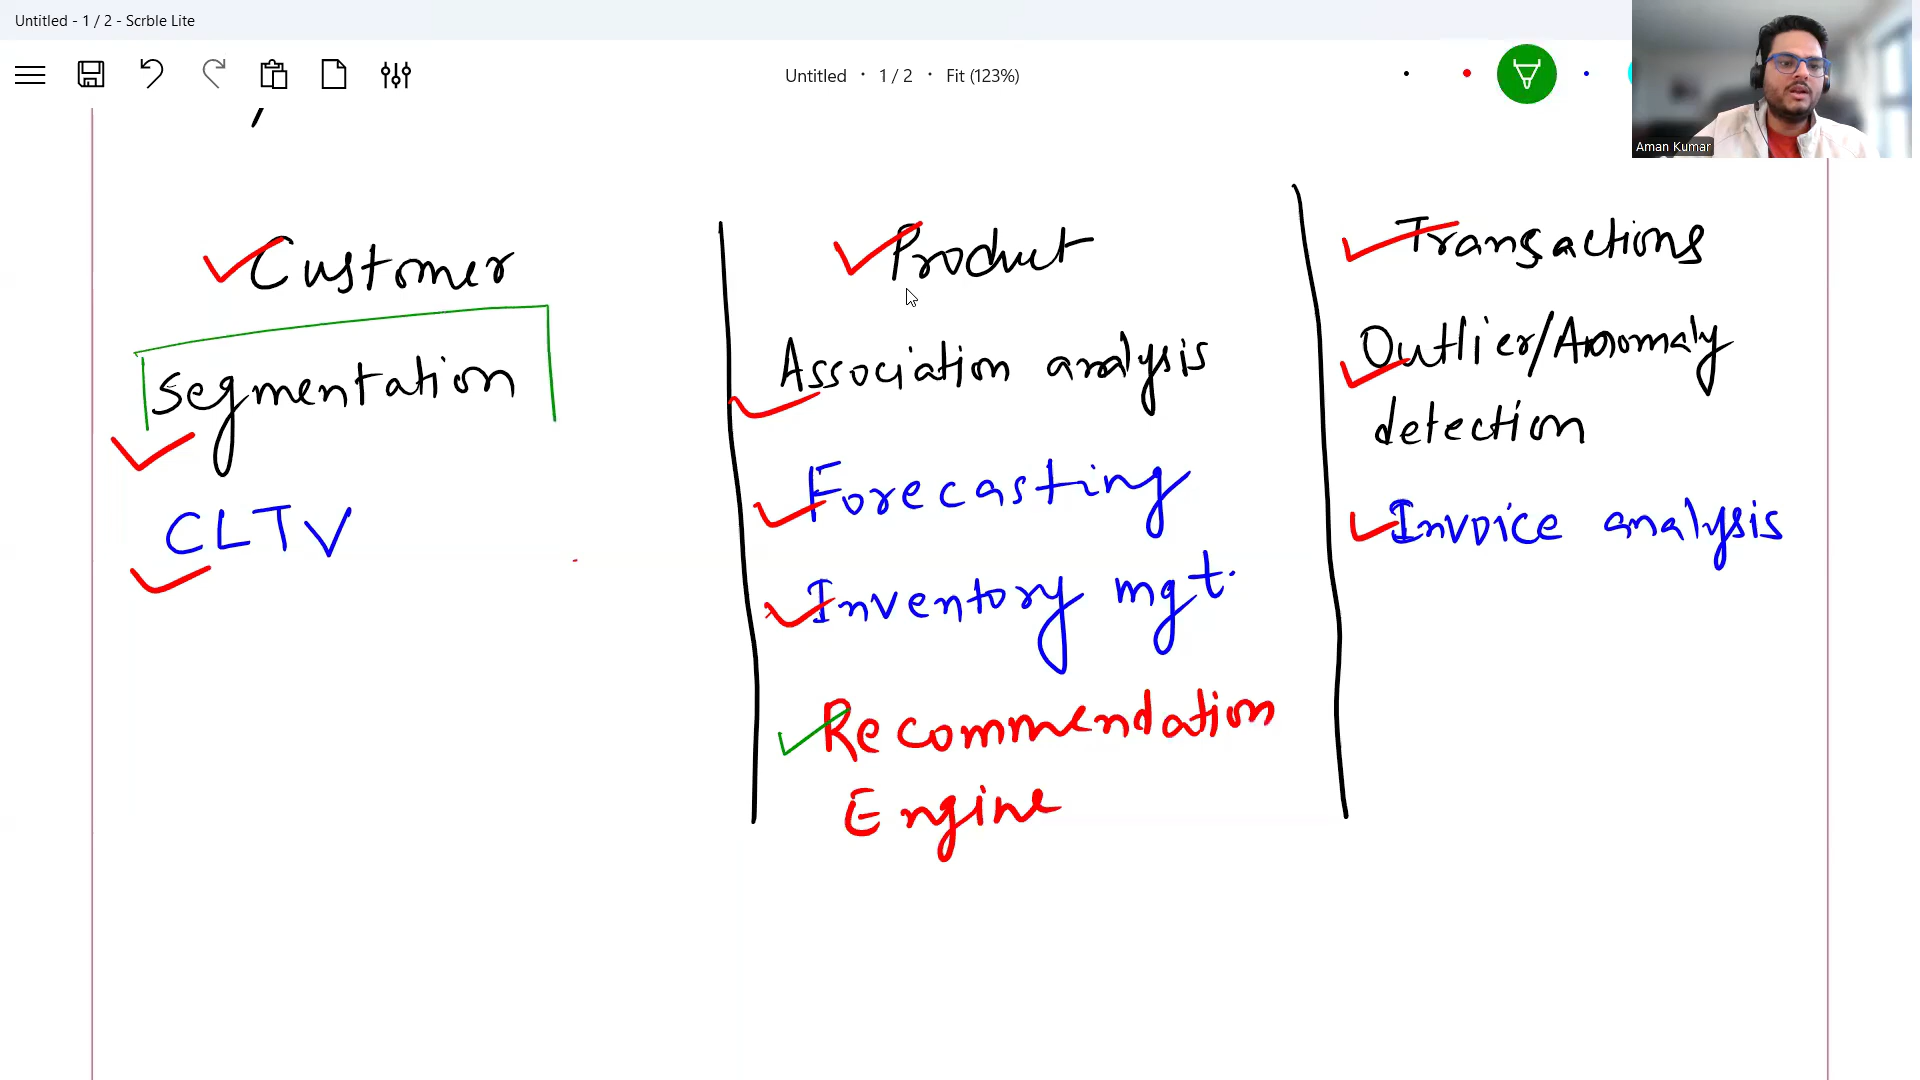 Untitled - 1 / 2 - Scrble Lite
Untitled • 1 / 2 • Fit (123%)
Aman Kumar
Customer
Segmentation
CLTV
Product
Association analysis
Forecasting
Inventory mgt.
Recommendation
Engine
Transactions
Outlier/Anomaly
detection
Invoice analysis